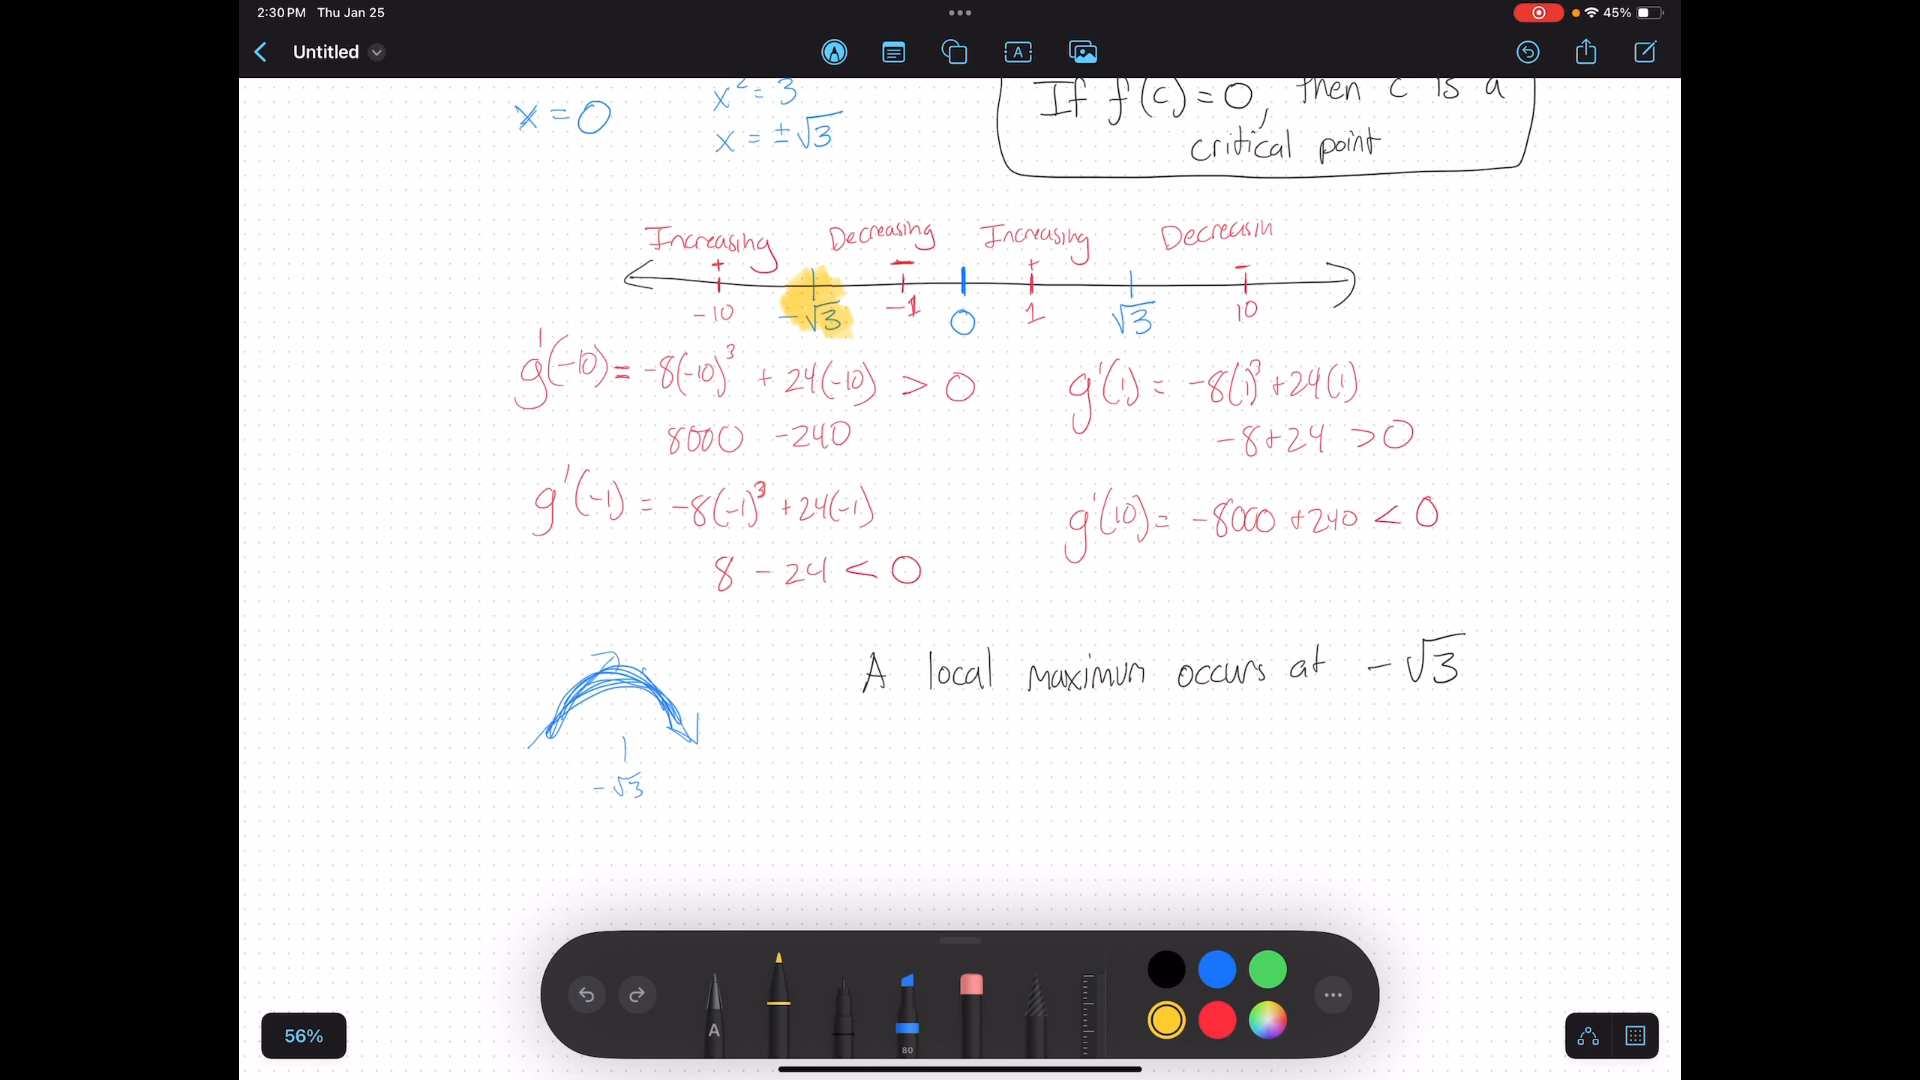 2:30 PM Thu Jan 25
45%
Untitled
x² = 3
If f'(c) = 0, then c is a
x = 0
x = ±√3
critical point
Increasing Decreasing Increasing Decreasin
+ − + −
-10 -√3 -1 0 1 √3 10
g'(-10) = -8(-10)³ + 24(-10) > 0
8000 -240
g'(1) = -8(1)³ + 24(1)
-8+24 > 0
g'(-1) = -8(-1)³ + 24(-1)
8 - 24 < 0
g'(10) = -8000 + 240 < 0
A local maximum occurs at -√3
-√3
A
80
56%